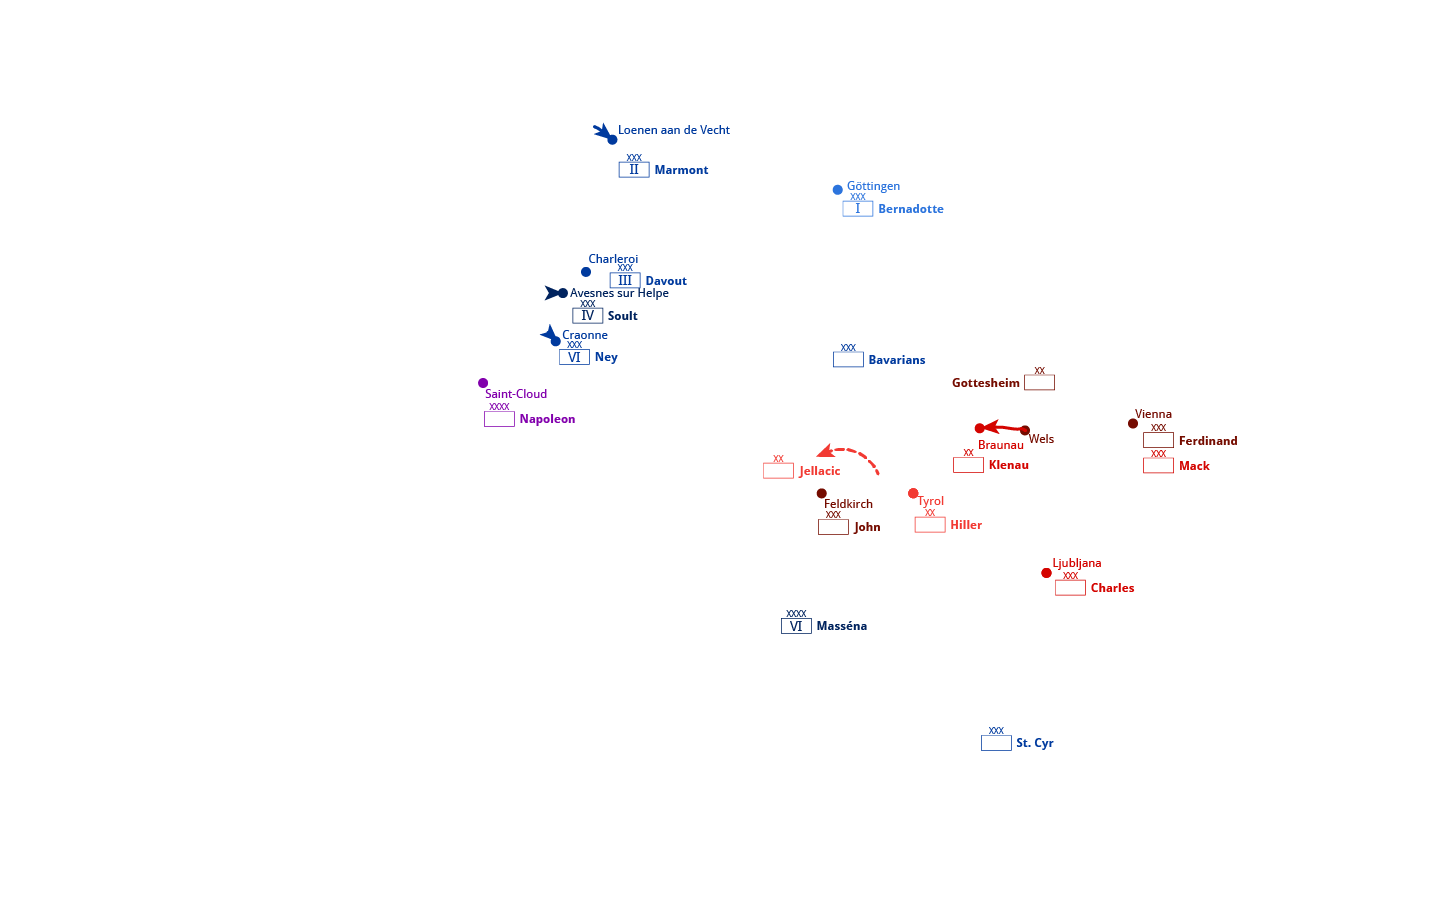 Loenen aan de Vecht
XXX
II Marmont
Göttingen
XXX
I Bernadotte
Charleroi
XXX
III Davout
Avesnes sur Helpe
XXX
IV Soult
Craonne
XXX
VI Ney
XXX
Bavarians
XX
Gottesheim
Saint-Cloud
XXXX
Napoleon
Vienna
XXX
Ferdinand
XXX
Mack
Wels
Braunau
XX
Klenau
XX
Jellacic
Feldkirch
XXX
John
Tyrol
XX
Hiller
Ljubljana
XXX
Charles
XXXX
VI Masséna
XXX
St. Cyr